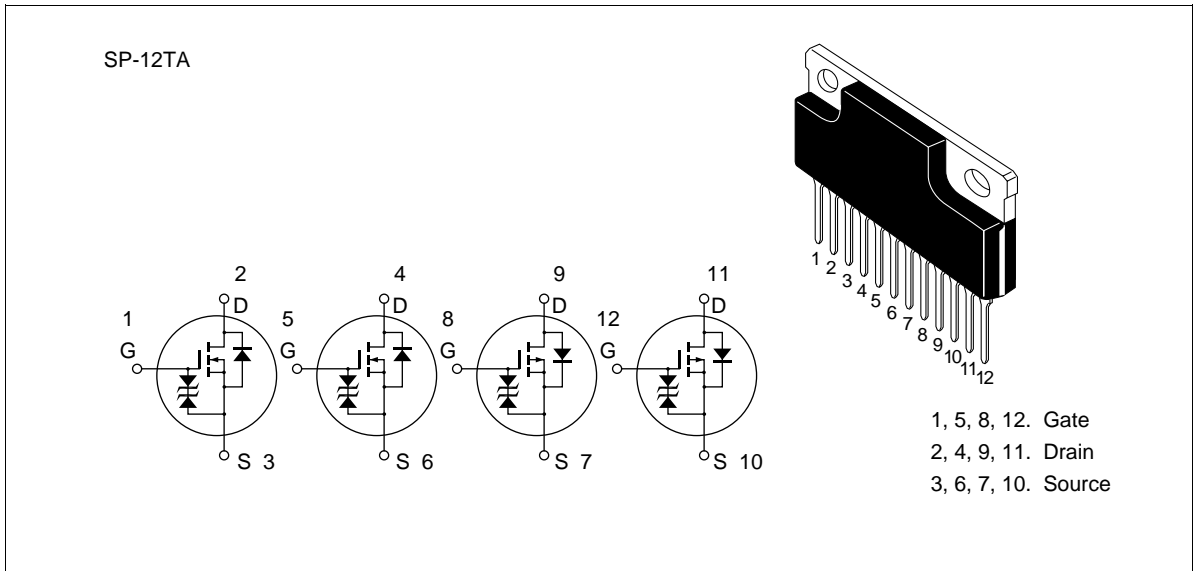 SP-12TA
1 2 3 4 5 6 7 8 9 10 11 12
2 4 9 11
D D D D
1 5 8 12
G G G G
S 3 S 6 S 7 S 10
1, 5, 8, 12. Gate
2, 4, 9, 11. Drain
3, 6, 7, 10. Source